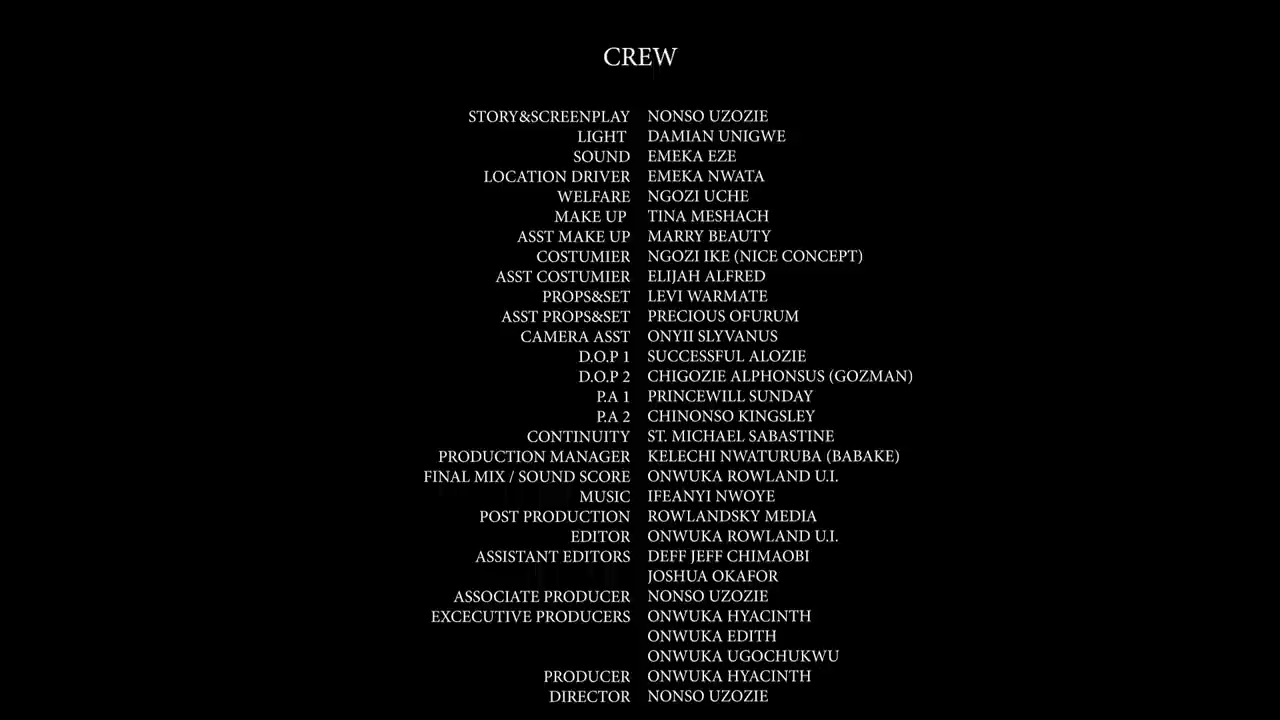 CREW
STORY&SCREENPLAY NONSO UZOZIE
LIGHT DAMIAN UNIGWE
SOUND EMEKA EZE
LOCATION DRIVER EMEKA NWATA
WELFARE NGOZI UCHE
MAKE UP TINA MESHACH
ASST MAKE UP MARRY BEAUTY
COSTUMIER NGOZI IKE (NICE CONCEPT)
ASST COSTUMIER ELIJAH ALFRED
PROPS&SET LEVI WARMATE
ASST PROPS&SET PRECIOUS OFURUM
CAMERA ASST ONYII SLYVANUS
D.O.P 1 SUCCESSFUL ALOZIE
D.O.P 2 CHIGOZIE ALPHONSUS (GOZMAN)
P.A 1 PRINCEWILL SUNDAY
P.A 2 CHINONSO KINGSLEY
CONTINUITY ST. MICHAEL SABASTINE
PRODUCTION MANAGER KELECHI NWATURUBA (BABAKE)
FINAL MIX / SOUND SCORE ONWUKA ROWLAND U.I.
MUSIC IFEANYI NWOYE
POST PRODUCTION ROWLANDSKY MEDIA
EDITOR ONWUKA ROWLAND U.I.
ASSISTANT EDITORS DEFF JEFF CHIMAOBI
JOSHUA OKAFOR
ASSOCIATE PRODUCER NONSO UZOZIE
EXCECUTIVE PRODUCERS ONWUKA HYACINTH
ONWUKA EDITH
ONWUKA UGOCHUKWU
PRODUCER ONWUKA HYACINTH
DIRECTOR NONSO UZOZIE